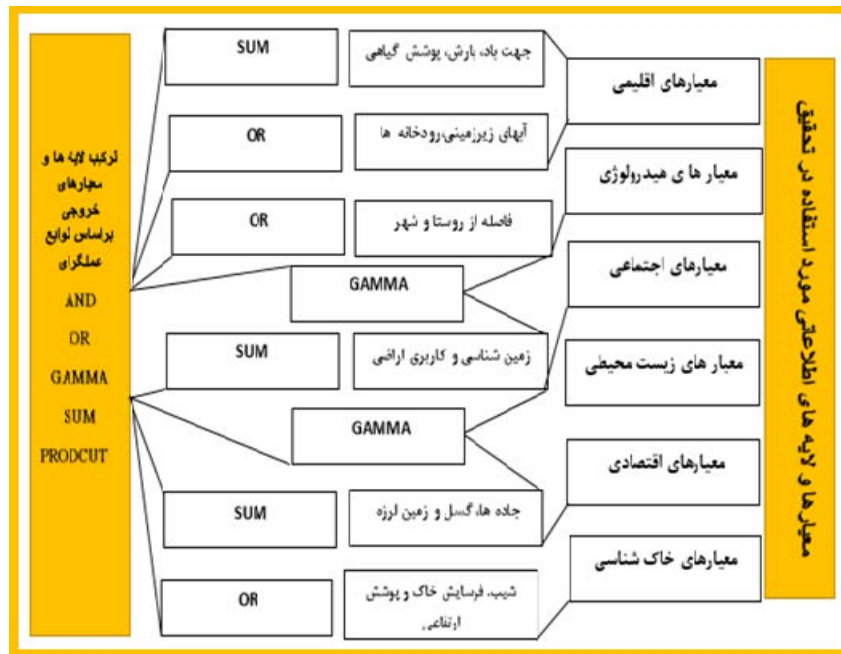 معیارها و لایه های اطلاعاتی مورد استفاده در تحقیق
معیارهای اقلیمی
معیار ها ی هیدرولوژی
معیارهای اجتماعی
معیار های زیست محیطی
معیارهای اقتصادی
معیارهای خاک شناسی
جهت باد، بارش، پوشش گیاهی
SUM
آبهای زیرزمینی،رودخانه ها
OR
فاصله از روستا و شهر
OR
GAMMA
زمین شناسی و کاربری اراضی
SUM
GAMMA
جاده ها، گسل و زمین لرزه
SUM
شیب، فرسایش خاک و پوشش
ارتفاعی
OR
ترکیب لایه ها و
معیارهای
خروجی
براساس توابع
عملگرای
AND
OR
GAMMA
SUM
PRODCUT